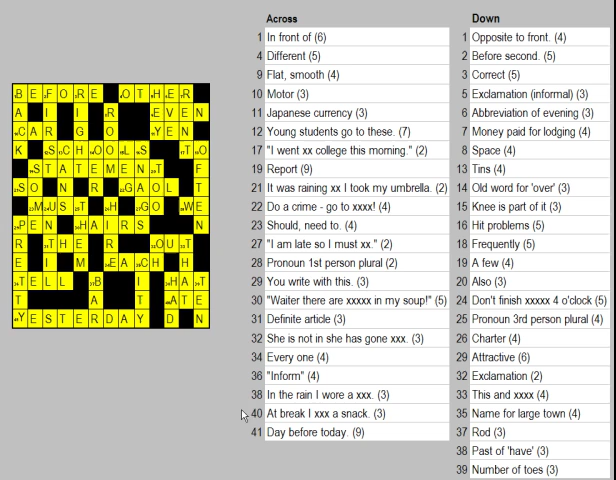 Across
1 In front of (6)
4 Different (5)
9 Flat, smooth (4)
10 Motor (3)
11 Japanese currency (3)
12 Young students go to these. (7)
17 "I went xx college this morning." (2)
19 Report (9)
21 It was raining xx I took my umbrella. (2)
22 Do a crime - go to xxxx! (4)
23 Should, need to. (4)
27 "I am late so I must xx." (2)
28 Pronoun 1st person plural (2)
29 You write with this. (3)
30 "Waiter there are xxxxx in my soup!" (5)
31 Definite article (3)
32 She is not in she has gone xxx. (3)
34 Every one (4)
36 "Inform" (4)
38 In the rain I wore a xxx. (3)
40 At break I xxx a snack. (3)
41 Day before today. (9)
Down
1 Opposite to front. (4)
2 Before second. (5)
3 Correct (5)
5 Exclamation (informal) (3)
6 Abbreviation of evening (3)
7 Money paid for lodging (4)
8 Space (4)
13 Tins (4)
14 Old word for 'over' (3)
15 Knee is part of it (3)
16 Hit problems (5)
18 Frequently (5)
19 A few (4)
20 Also (3)
24 Don't finish xxxxx 4 o'clock (5)
25 Pronoun 3rd person plural (4)
26 Charter (4)
29 Attractive (6)
32 Exclamation (2)
33 This and xxxx (4)
35 Name for large town (4)
37 Rod (3)
38 Past of 'have' (3)
39 Number of toes (3)
B E F O R E O T H E R
A I I R E V E N
C A R G O Y E N
K S C H O O L S T O
S T A T E M E N T F
S O N R G A O L T
M U S T H G O W E
P E N H A I R S N
R T H E R O U T
E I M E A C H H
T E L L B I H A T
T A T A T E
Y E S T E R D A Y D N